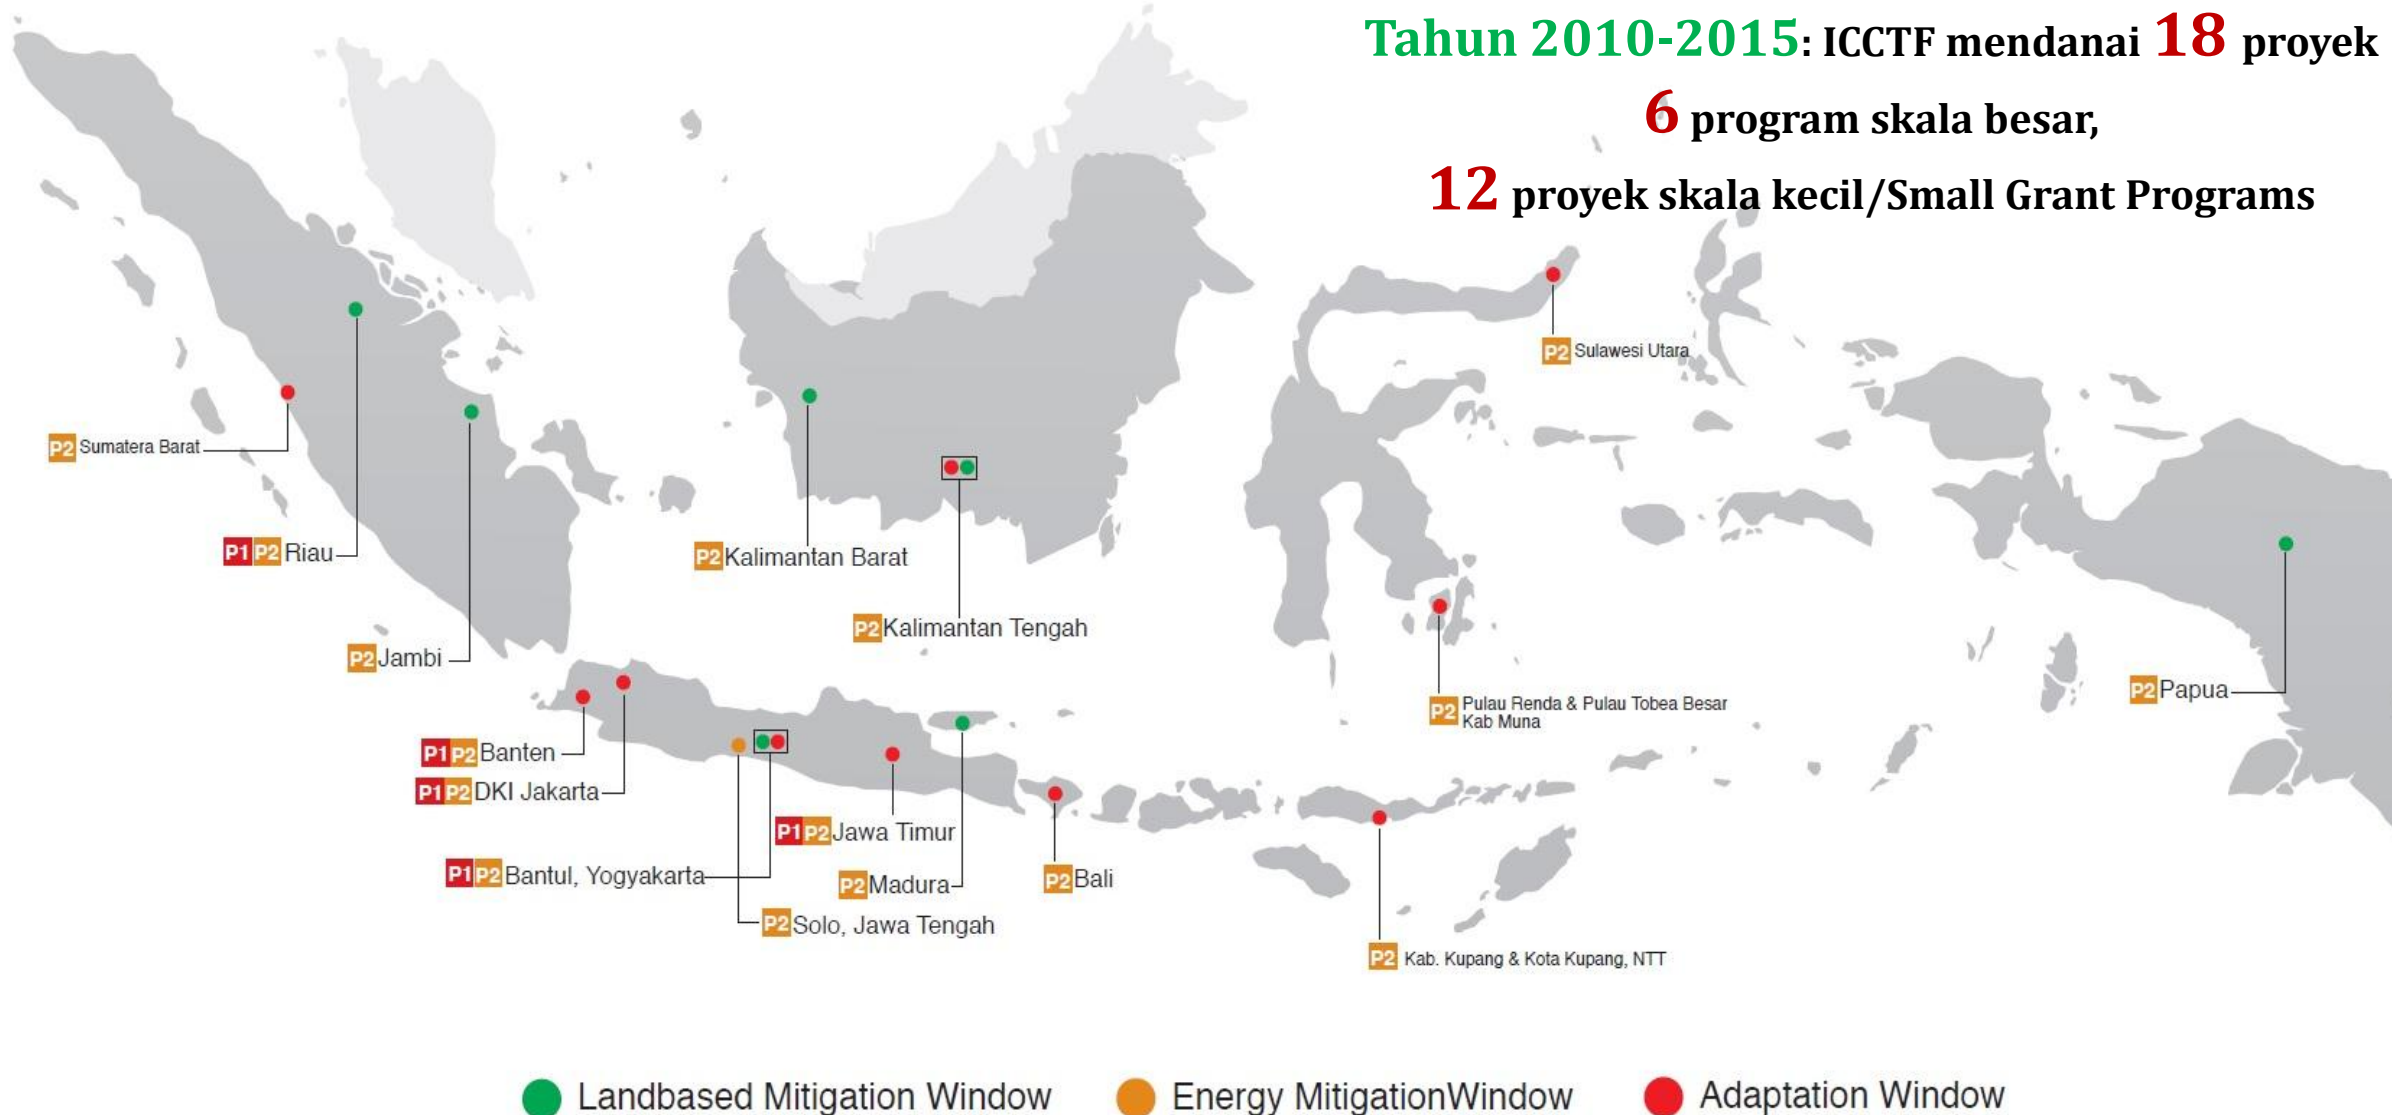 Tahun 2010-2015: ICCTF mendanai 18 proyek
6 program skala besar,
12 proyek skala kecil/Small Grant Programs
P2 Sulawesi Utara
P2 Sumatera Barat
P1 P2 Riau
P2 Kalimantan Barat
P2 Kalimantan Tengah
P2 Jambi
P2 Papua
P2 Pulau Renda & Pulau Tobea Besar
Kab Muna
P1 P2 Banten
P1 P2 DKI Jakarta
P1 P2 Jawa Timur
P1 P2 Bantul, Yogyakarta
P2 Madura
P2 Bali
P2 Solo, Jawa Tengah
P2 Kab. Kupang & Kota Kupang, NTT
Landbased Mitigation Window
Energy MitigationWindow
Adaptation Window